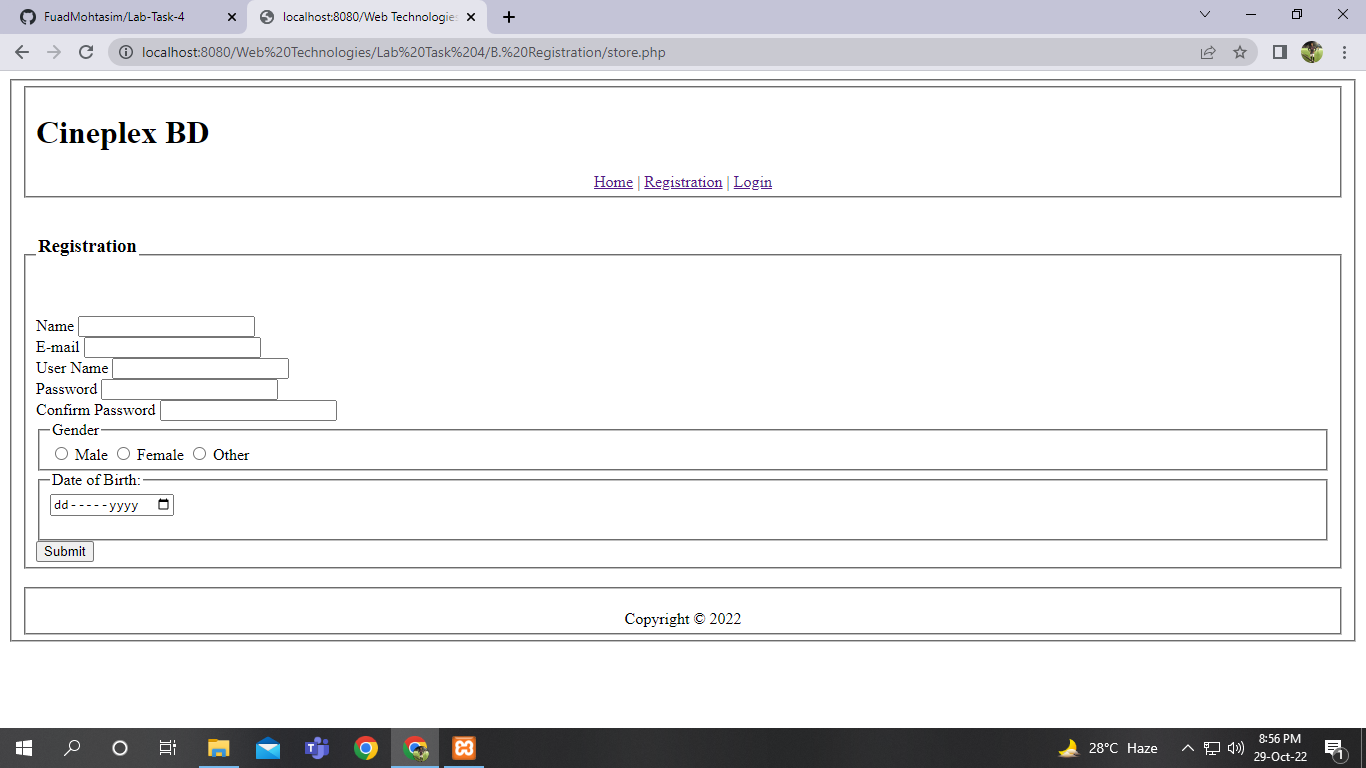 FuadMohtasim/Lab-Task-4
localhost:8080/Web Technologies
localhost:8080/Web%20Technologies/Lab%20Task%204/B.%20Registration/store.php
Cineplex BD
Home | Registration | Login
Registration
Name
E-mail
User Name
Password
Confirm Password
Gender
Male Female Other
Date of Birth:
dd-----yyyy
Submit
Copyright © 2022
28°C Haze
8:56 PM
29-Oct-22
1